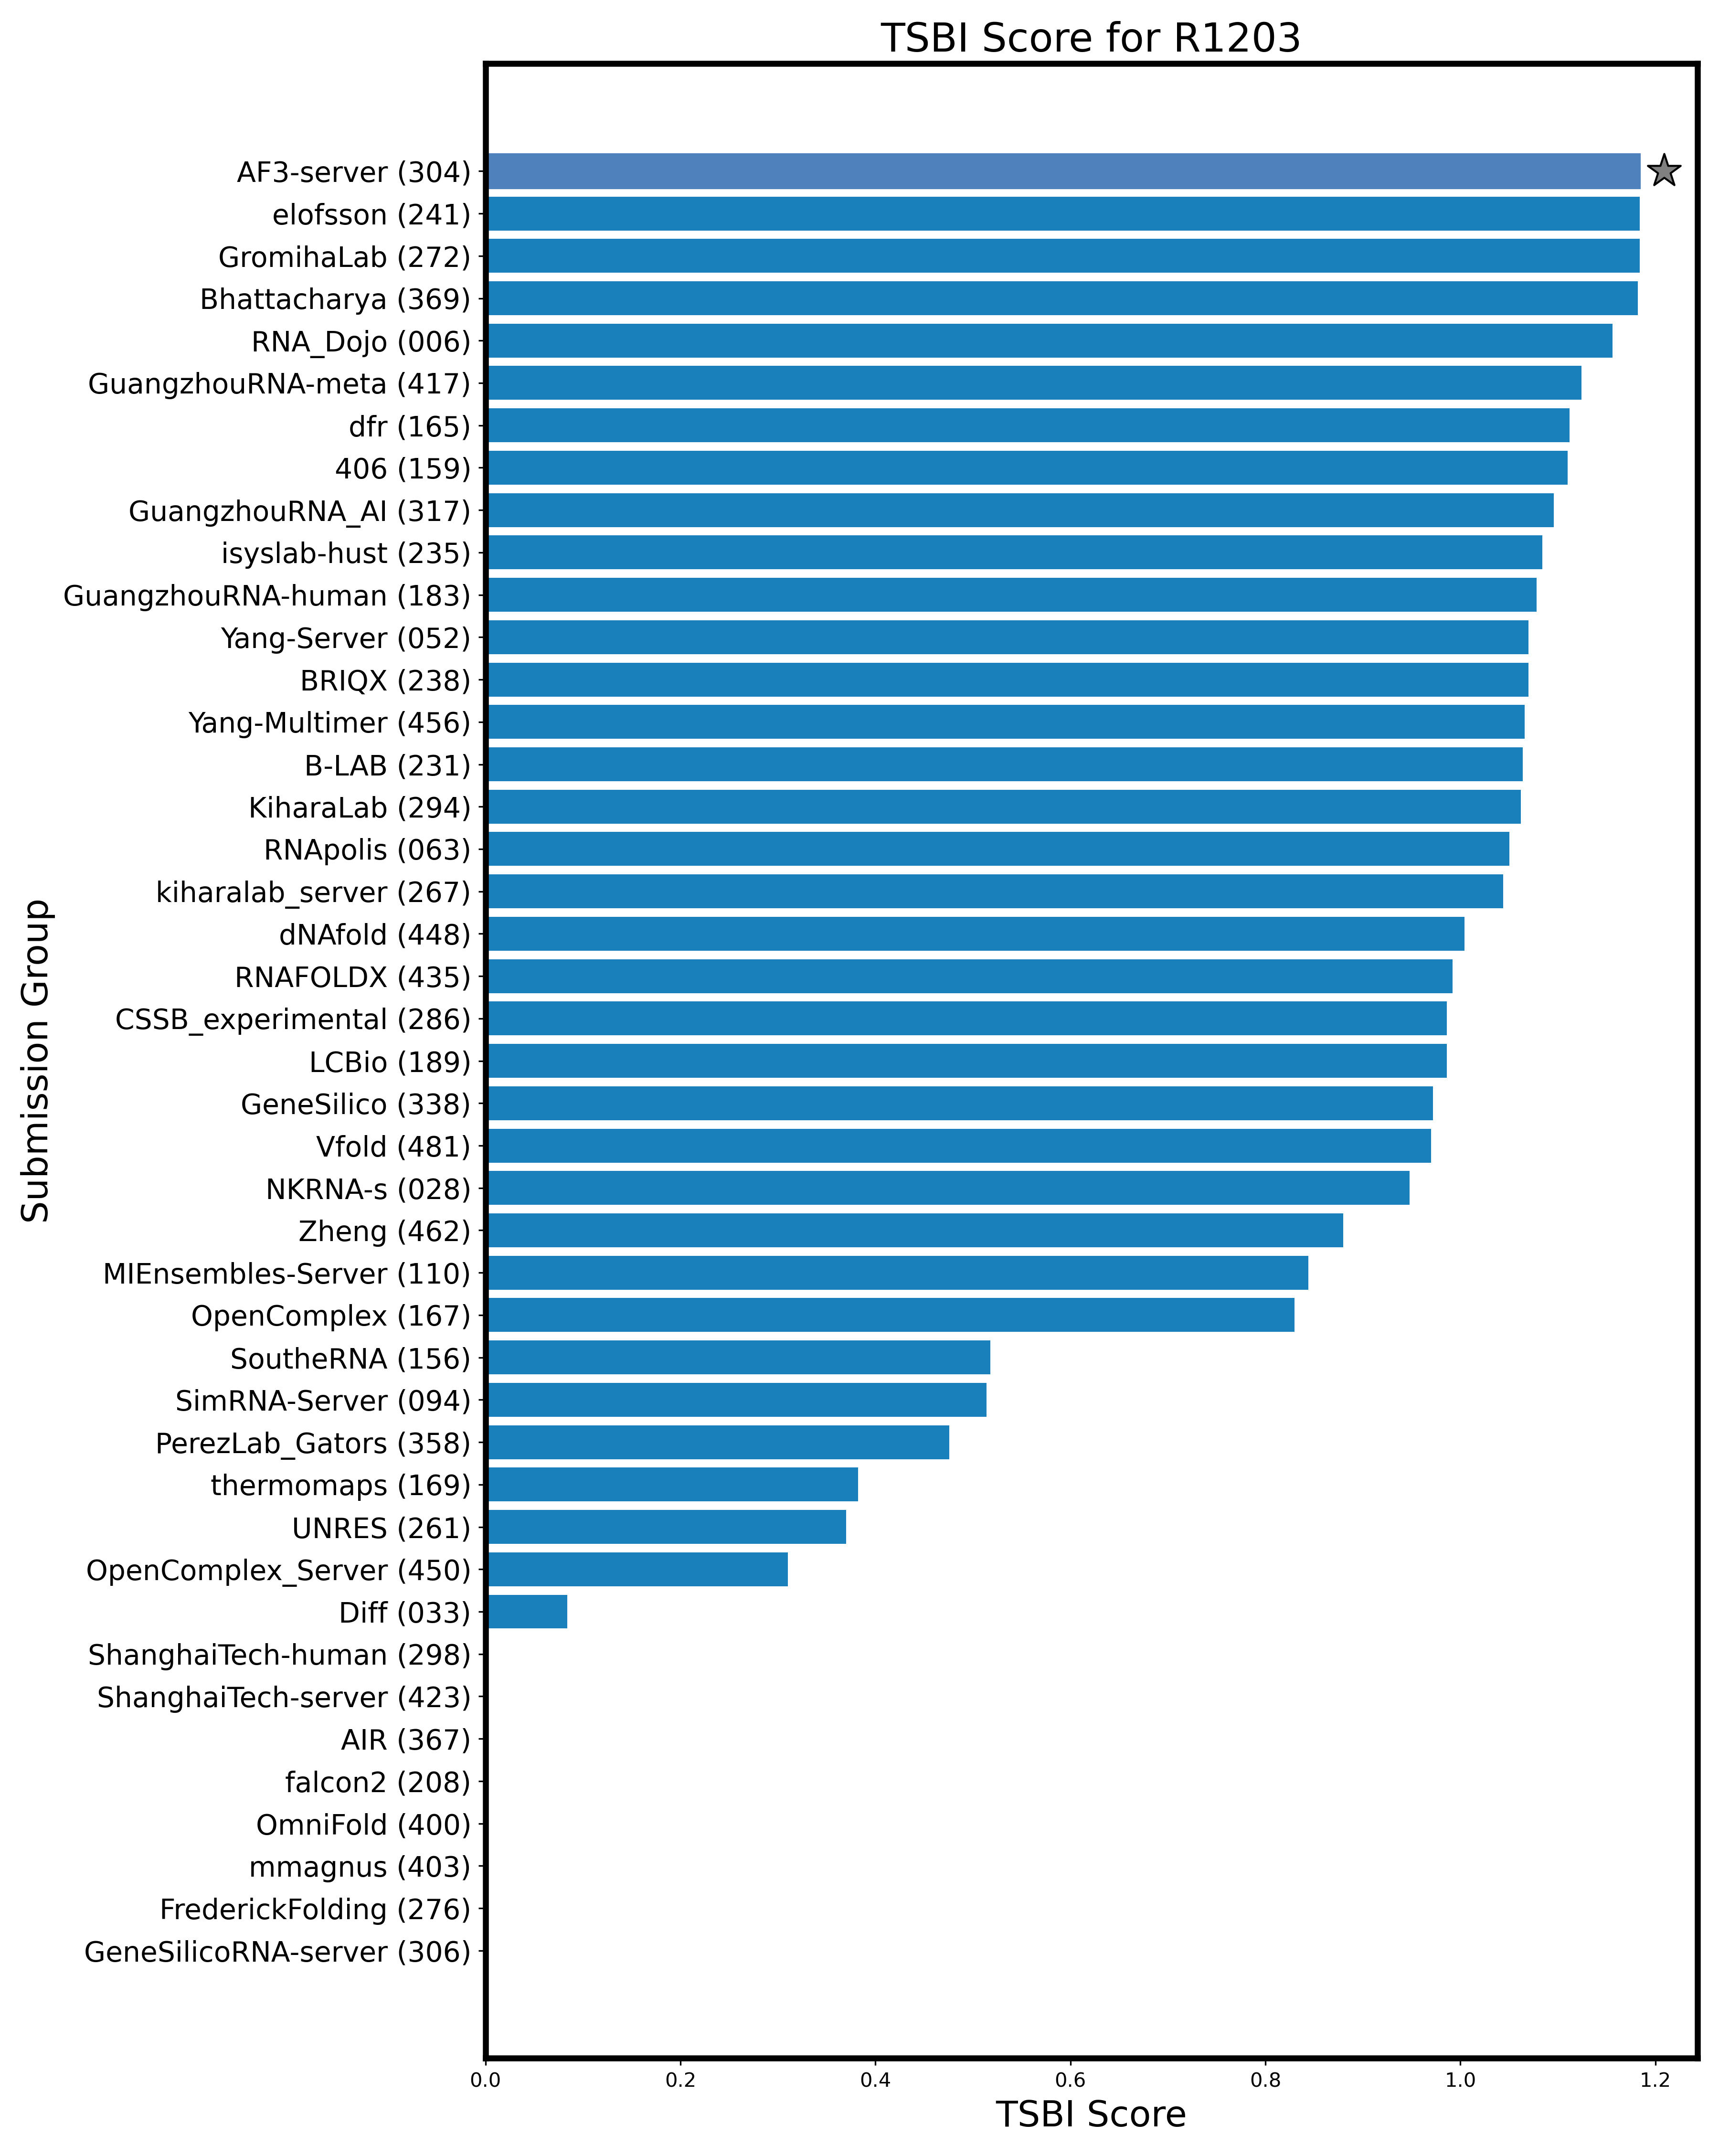 TSBI Score for R1203
AF3-server (304)
elofsson (241)
GromihaLab (272)
Bhattacharya (369)
RNA_Dojo (006)
GuangzhouRNA-meta (417)
dfr (165)
406 (159)
GuangzhouRNA_AI (317)
isyslab-hust (235)
GuangzhouRNA-human (183)
Yang-Server (052)
BRIQX (238)
Yang-Multimer (456)
B-LAB (231)
KiharaLab (294)
RNApolis (063)
kiharalab_server (267)
dNAfold (448)
RNAFOLDX (435)
CSSB_experimental (286)
LCBio (189)
GeneSilico (338)
Vfold (481)
NKRNA-s (028)
Zheng (462)
MIEnsembles-Server (110)
OpenComplex (167)
SoutheRNA (156)
SimRNA-Server (094)
PerezLab_Gators (358)
thermomaps (169)
UNRES (261)
OpenComplex_Server (450)
Diff (033)
ShanghaiTech-human (298)
ShanghaiTech-server (423)
AIR (367)
falcon2 (208)
OmniFold (400)
mmagnus (403)
FrederickFolding (276)
GeneSilicoRNA-server (306)
Submission Group
0.0 0.2 0.4 0.6 0.8 1.0 1.2
TSBI Score